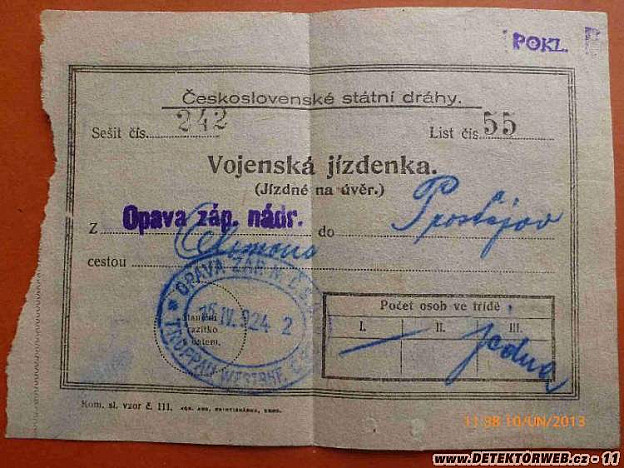 POKL.
Československé státní dráhy.
Sešit čís. 242 List čís. 55
Vojenská jízdenka.
(Jízdné na úvěr.)
Z Opava záp. nádr. do Prostějov
cestou Olomouc
OPAVA ZÁP. N.
IV. 924 2
TROPPAU WESTBHF.
Staniční
razítko
Počet osob ve třídě
I. II. III.
— jedna
Kom. sl. vzor č. 111.
11:38 10/JUN/2013
www.DETEKTORWEB.cz - 11